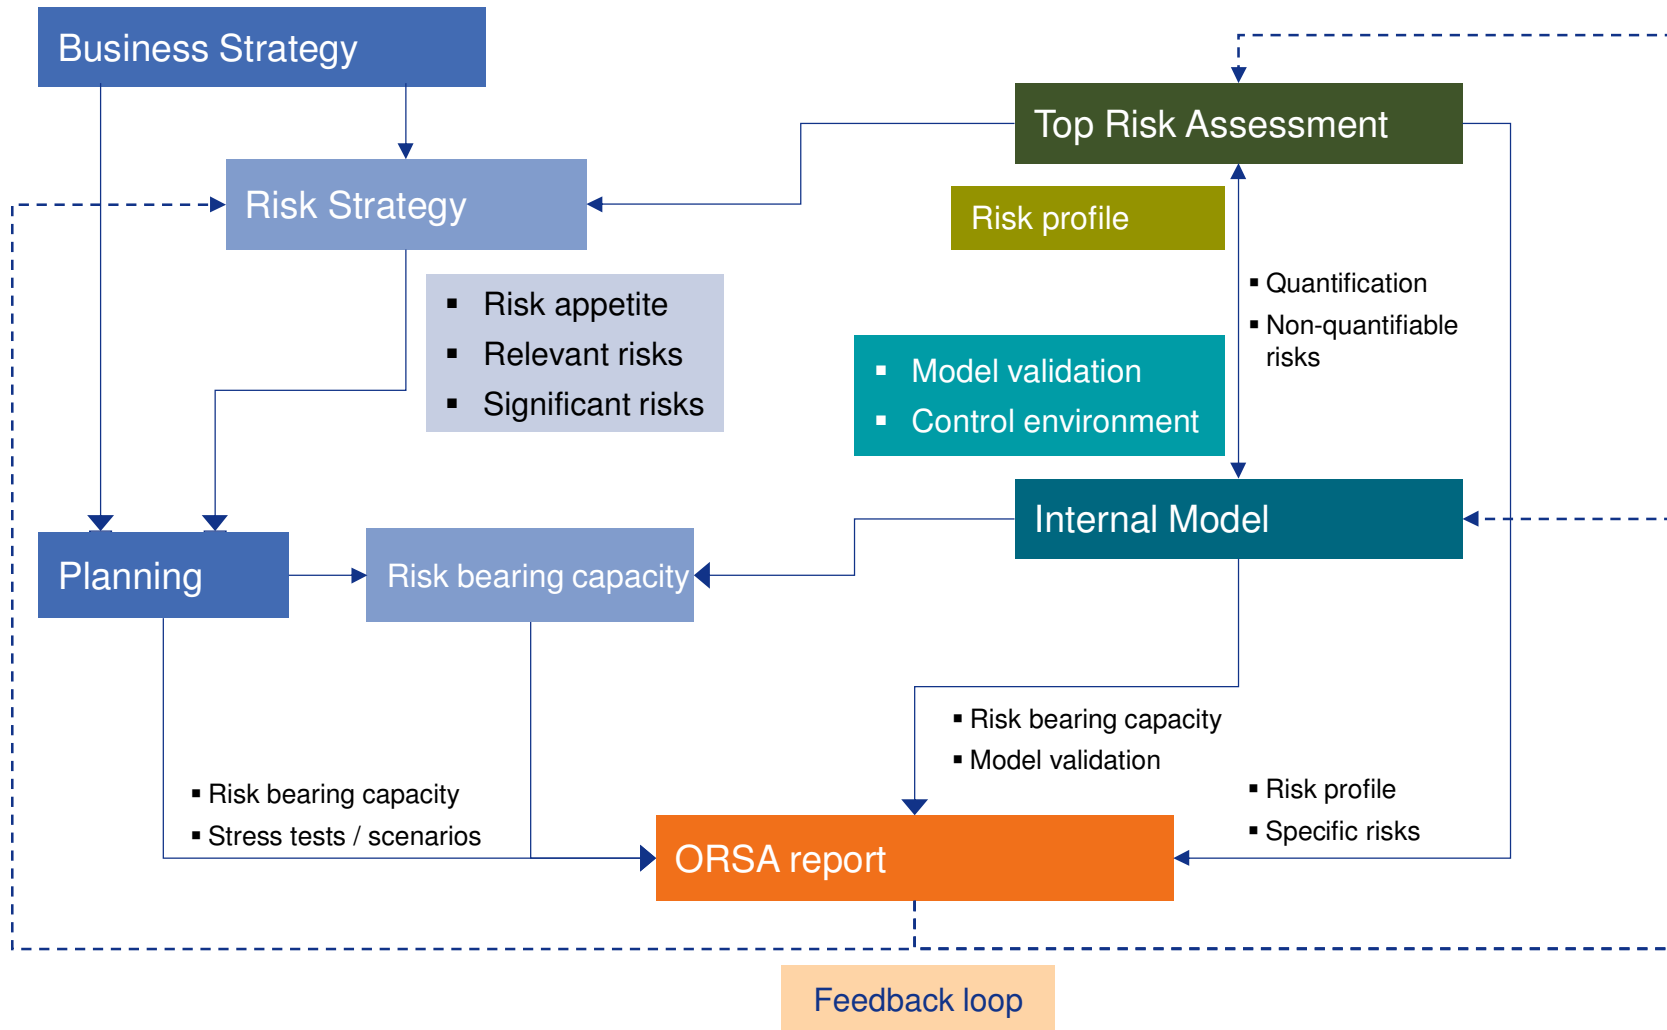 Business Strategy
Top Risk Assessment
Risk Strategy
Risk profile
▪ Risk appetite
▪ Relevant risks
▪ Significant risks
▪ Quantification
▪ Non-quantifiable
risks
▪ Model validation
▪ Control environment
Internal Model
Planning
Risk bearing capacity
▪ Risk bearing capacity
▪ Model validation
▪ Risk bearing capacity
▪ Stress tests / scenarios
▪ Risk profile
▪ Specific risks
ORSA report
Feedback loop